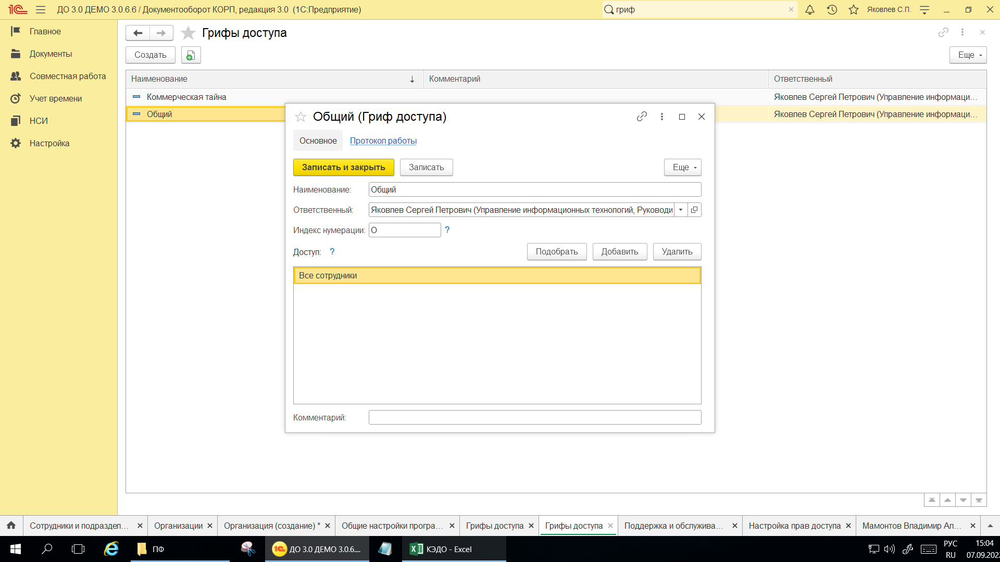 ДО 3.0 ДЕМО 3.0.6.6 / Документооборот КОРП, редакция 3.0 (1С:Предприятие)
гриф
Яковлев С.П.
Главное
Документы
Совместная работа
Учет времени
НСИ
Настройка
Грифы доступа
Создать
Еще
Наименование
Комментарий
Ответственный
Коммерческая тайна
Яковлев Сергей Петрович (Управление информаци...
Общий
Яковлев Сергей Петрович (Управление информаци...
Общий (Гриф доступа)
Основное
Протокол работы
Записать и закрыть
Записать
Еще
Наименование:
Общий
Ответственный:
Яковлев Сергей Петрович (Управление информационных технологий, Руководи
Индекс нумерации:
О
?
Доступ:
?
Подобрать
Добавить
Удалить
Все сотрудники
Комментарий:
Сотрудники и подраздел...
Организации
Организация (создание) *
Общие настройки програ...
Грифы доступа
Грифы доступа
Поддержка и обслужива...
Настройка прав доступа
Мамонтов Владимир Ал...
ПФ
ДО 3.0 ДЕМО 3.0.6....
КЭДО - Excel
РУС
RU
15:04
07.09.202